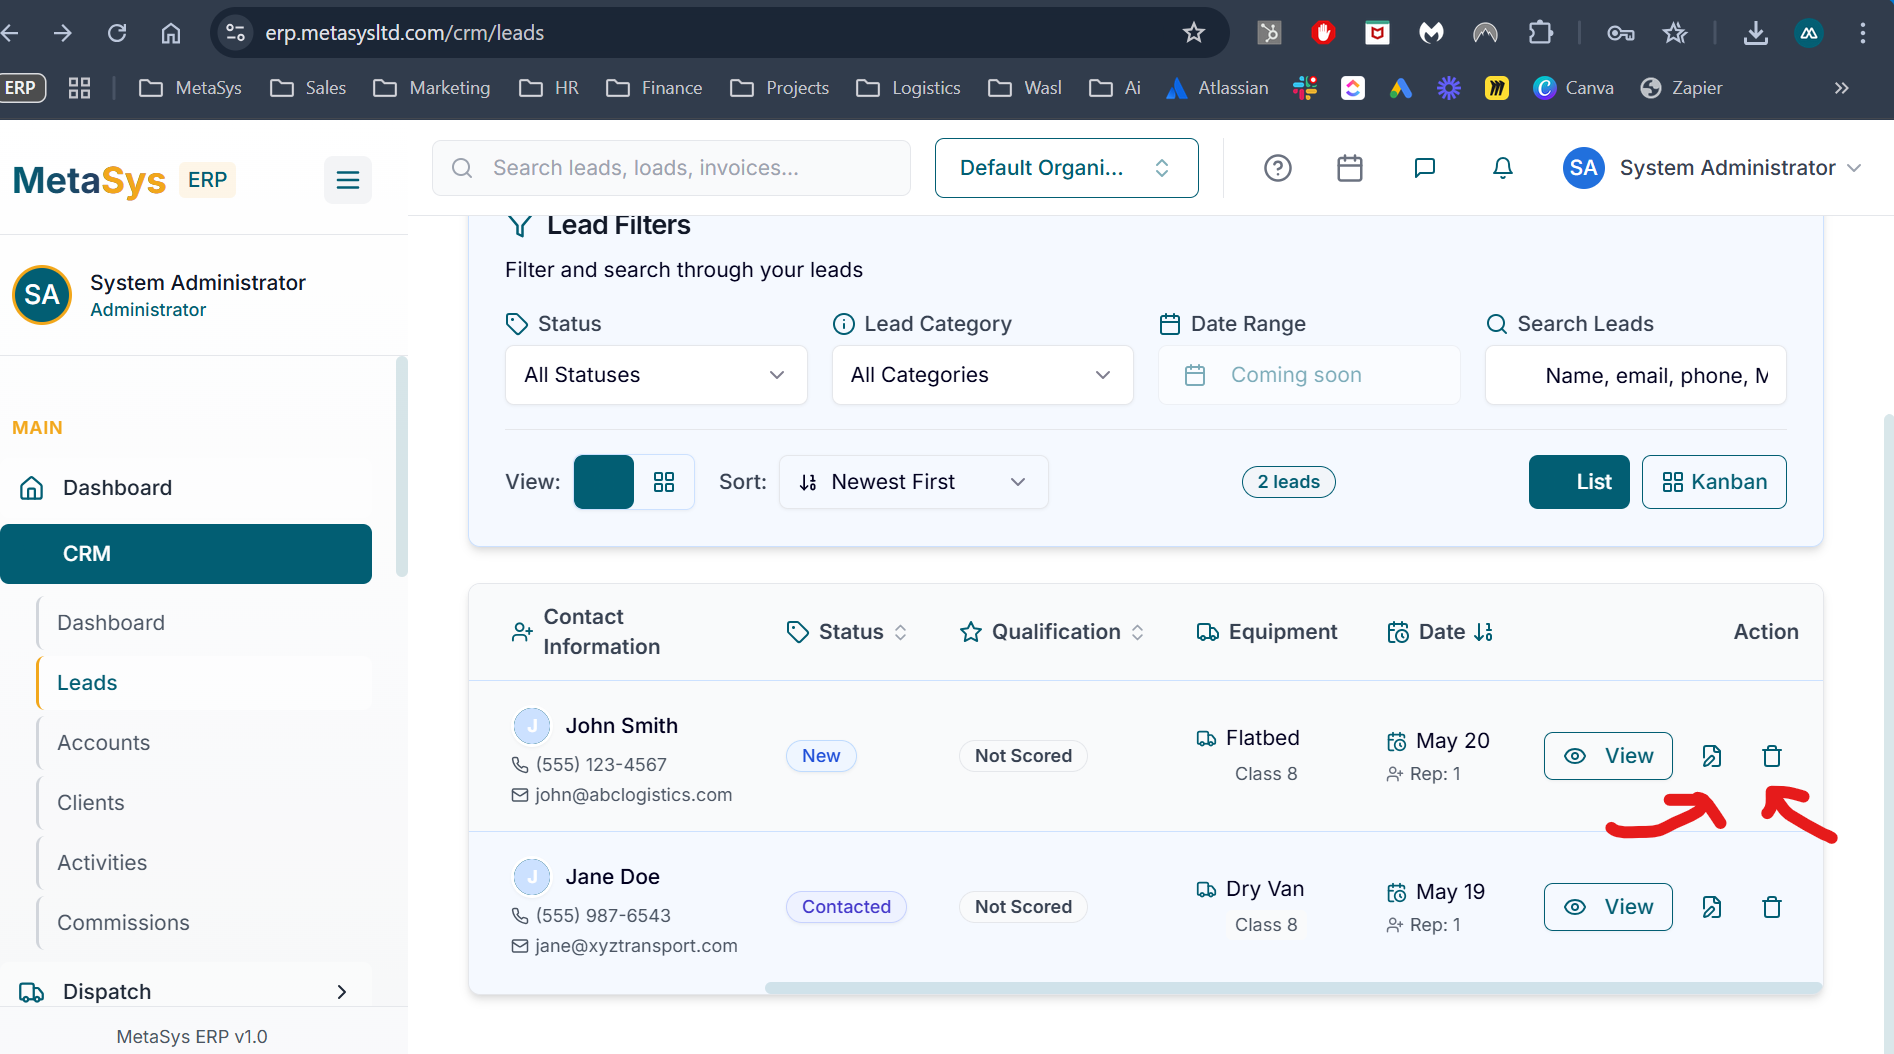 erp.metasysltd.com/crm/leads
ERP
MetaSys
Sales
Marketing
HR
Finance
Projects
Logistics
Wasl
Ai
Atlassian
Canva
Zapier
MetaSys ERP
Search leads, loads, invoices...
Default Organi...
SA
System Administrator
SA
System Administrator
Administrator
MAIN
Dashboard
CRM
Dashboard
Leads
Accounts
Clients
Activities
Commissions
Dispatch
MetaSys ERP v1.0
Lead Filters
Filter and search through your leads
Status
Lead Category
Date Range
Search Leads
All Statuses
All Categories
Coming soon
Name, email, phone, M
View:
Sort:
Newest First
2 leads
List
Kanban
Contact
Information
Status
Qualification
Equipment
Date
Action
J
John Smith
(555) 123-4567
john@abclogistics.com
New
Not Scored
Flatbed
Class 8
May 20
Rep: 1
View
J
Jane Doe
(555) 987-6543
jane@xyztransport.com
Contacted
Not Scored
Dry Van
Class 8
May 19
Rep: 1
View